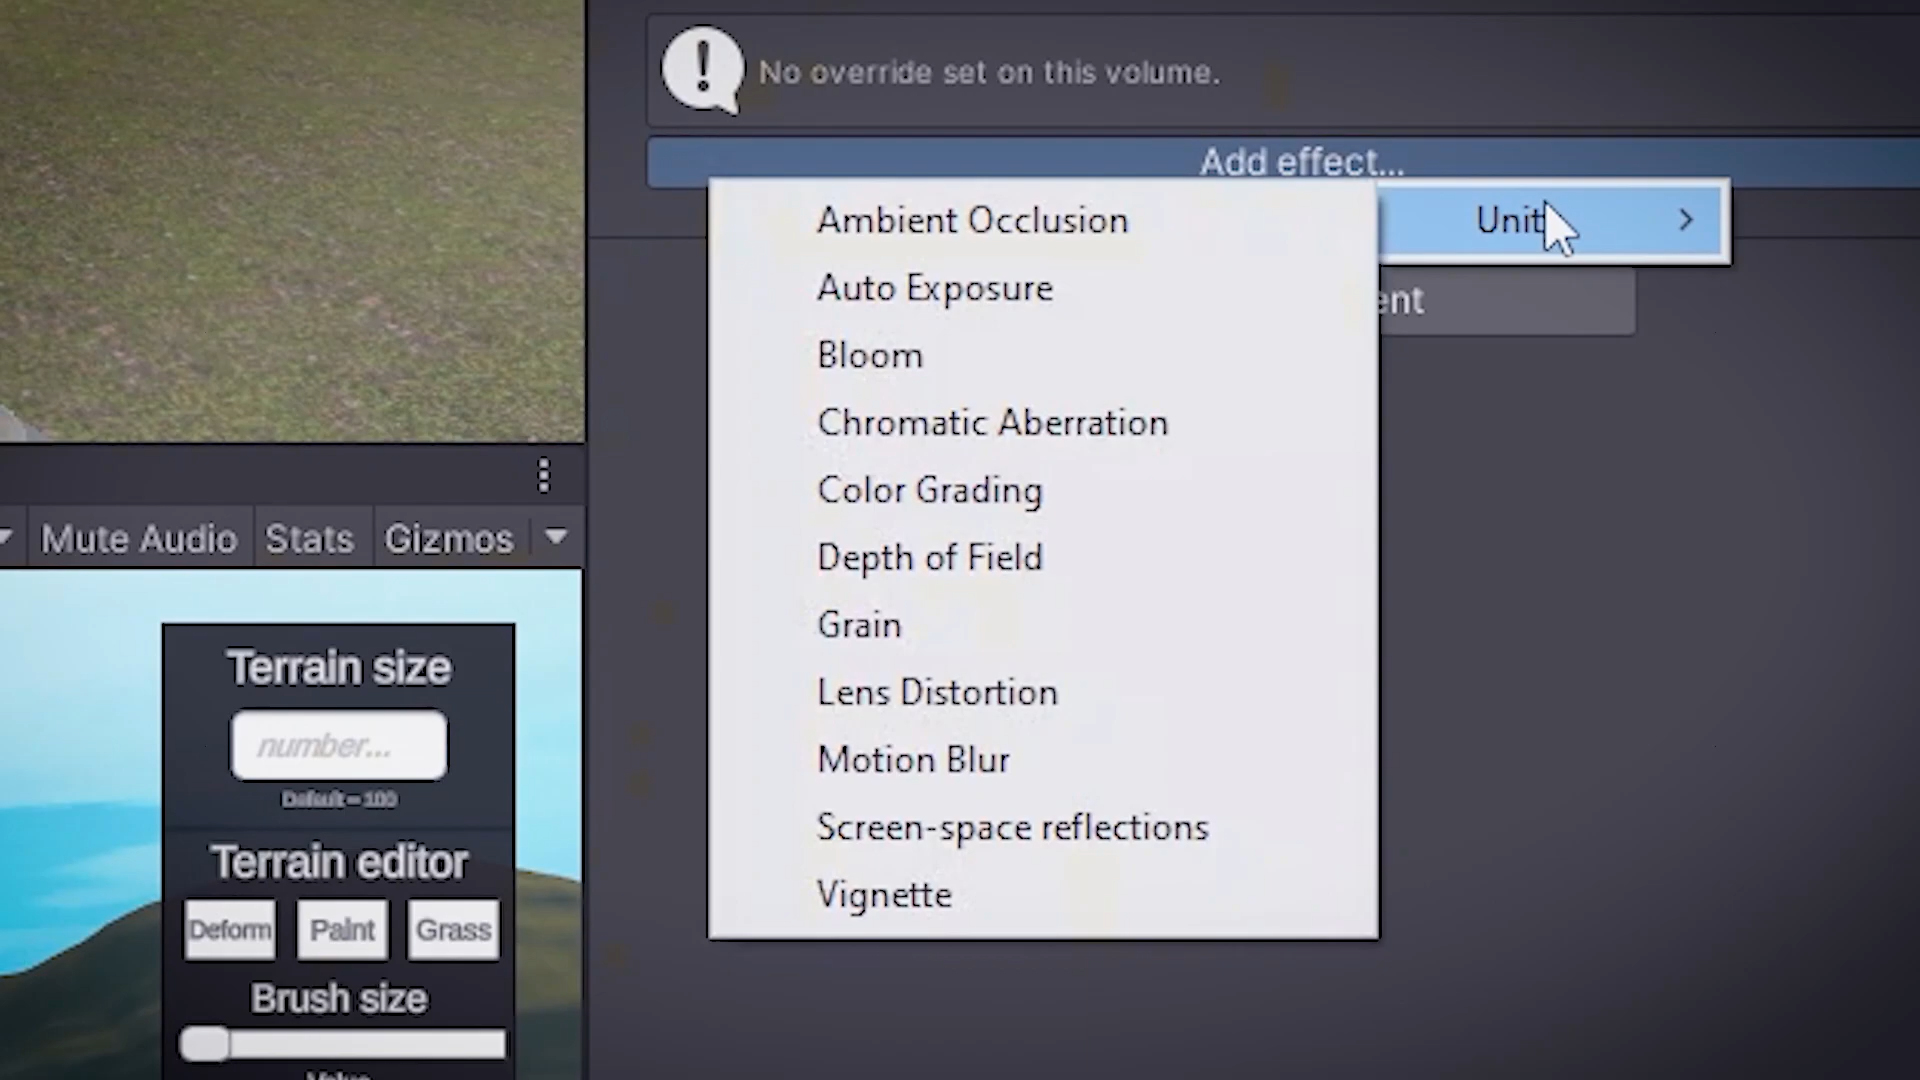 No override set on this volume.
Add effect...
Unit
Ambient Occlusion
Auto Exposure
Bloom
Chromatic Aberration
Color Grading
Depth of Field
Grain
Lens Distortion
Motion Blur
Screen-space reflections
Vignette
ent
Mute Audio
Stats
Gizmos
Terrain size
number...
Default = 100
Terrain editor
Deform
Paint
Grass
Brush size